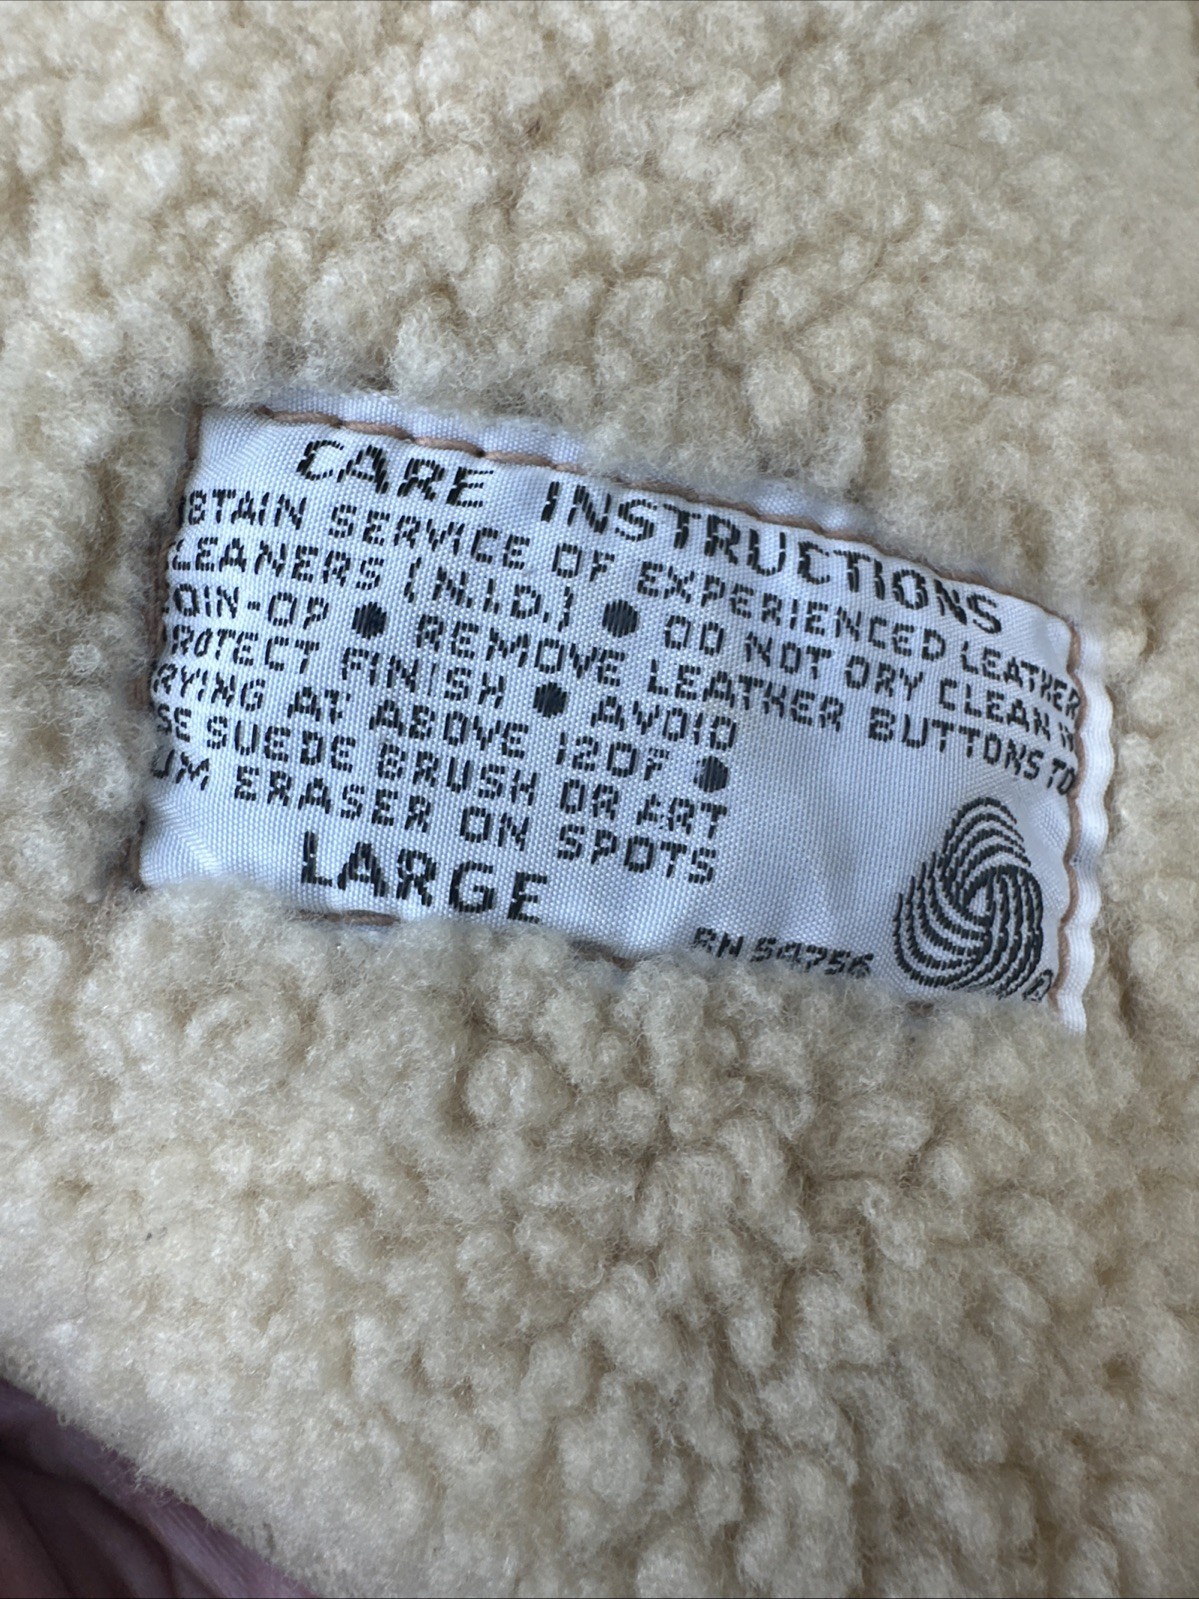 CARE INSTRUCTIONS
BTAIN SERVICE OF EXPERIENCED LEATHER
LEANERS (N.I.D.) ● DO NOT DRY CLEAN IN
OIN-OP ● REMOVE LEATHER BUTTONS TO
ROTECT FINISH ● AVOID
RYING AT ABOVE 120F ●
SE SUEDE BRUSH OR ART
UM ERASER ON SPOTS
LARGE
RN 54756